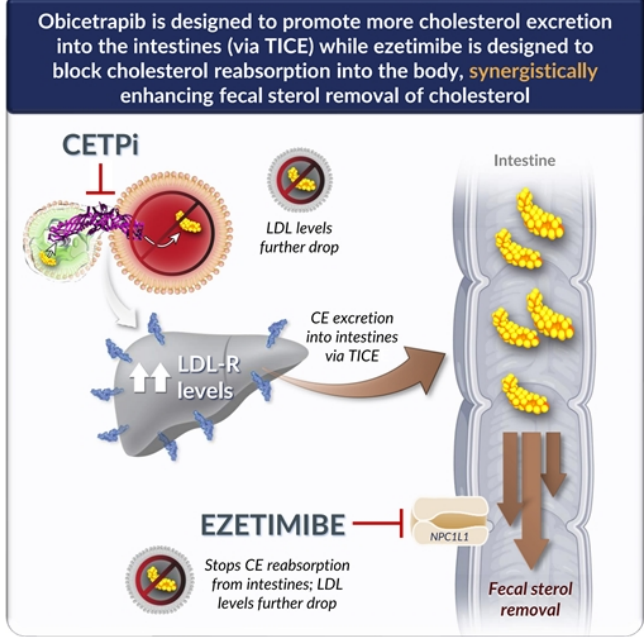 Obicetrapib is designed to promote more cholesterol excretion
into the intestines (via TICE) while ezetimibe is designed to
block cholesterol reabsorption into the body, synergistically
enhancing fecal sterol removal of cholesterol
CETPi
LDL levels
further drop
Intestine
CE excretion
into intestines
via TICE
LDL-R
levels
EZETIMIBE
NPC1L1
Stops CE reabsorption
from intestines; LDL
levels further drop
Fecal sterol
removal